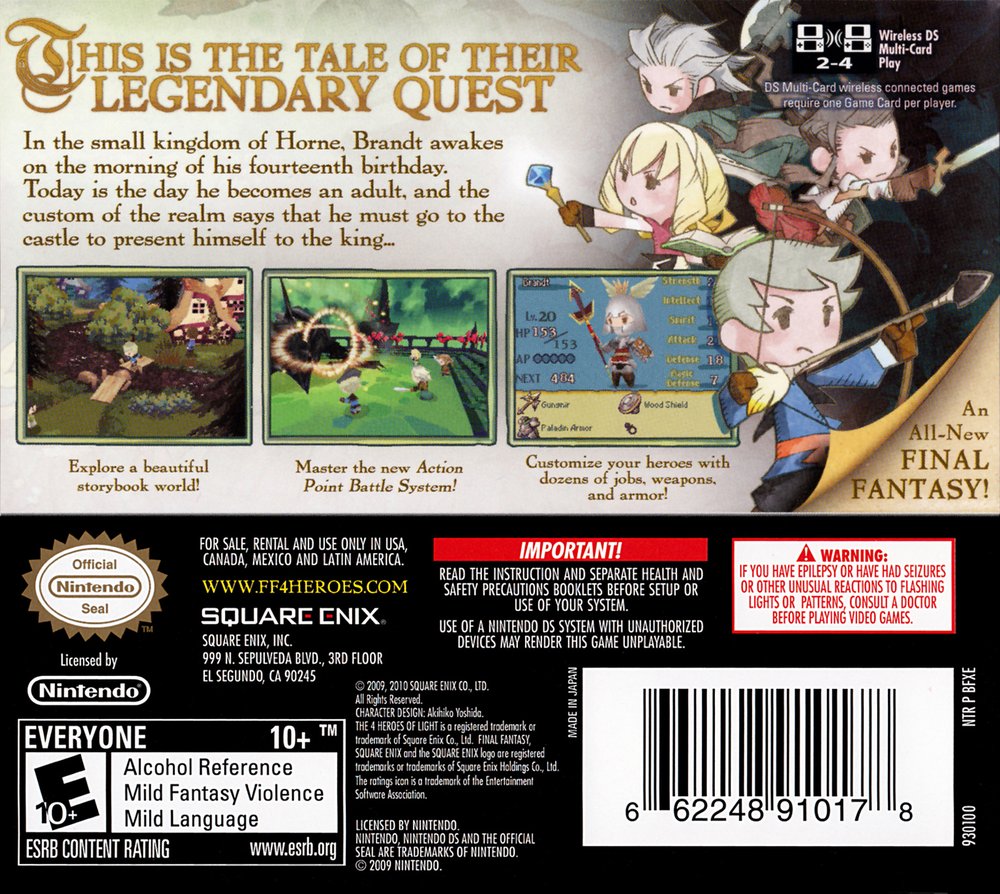 THIS IS THE TALE OF THEIR
LEGENDARY QUEST
In the small kingdom of Horne, Brandt awakes
on the morning of his fourteenth birthday.
Today is the day he becomes an adult, and the
custom of the realm says that he must go to the
castle to present himself to the king...
2-4
Wireless DS
Multi-Card
Play
DS Multi-Card wireless connected games
require one Game Card per player.
Brandt
Lv. 20
HP 153/
153
AP
NEXT 484
Strength 2
Intellect
Spirit
Attack 2
Defense 18
Magic
Defense 7
Gungnir
Wood Shield
Paladin Armor
Explore a beautiful
storybook world!
Master the new Action
Point Battle System!
Customize your heroes with
dozens of jobs, weapons,
and armor!
An
All-New
FINAL
FANTASY!
Official
Nintendo
Seal
TM
Licensed by
Nintendo®
FOR SALE, RENTAL AND USE ONLY IN USA,
CANADA, MEXICO AND LATIN AMERICA.
WWW.FF4HEROES.COM
SQUARE ENIX®
SQUARE ENIX, INC.
999 N. SEPULVEDA BLVD., 3RD FLOOR
EL SEGUNDO, CA 90245
IMPORTANT!
READ THE INSTRUCTION AND SEPARATE HEALTH AND
SAFETY PRECAUTIONS BOOKLETS BEFORE SETUP OR
USE OF YOUR SYSTEM.
USE OF A NINTENDO DS SYSTEM WITH UNAUTHORIZED
DEVICES MAY RENDER THIS GAME UNPLAYABLE.
WARNING:
IF YOU HAVE EPILEPSY OR HAVE HAD SEIZURES
OR OTHER UNUSUAL REACTIONS TO FLASHING
LIGHTS OR PATTERNS, CONSULT A DOCTOR
BEFORE PLAYING VIDEO GAMES.
EVERYONE 10+ ™
E
10+
Alcohol Reference
Mild Fantasy Violence
Mild Language
ESRB CONTENT RATING www.esrb.org
© 2009, 2010 SQUARE ENIX CO., LTD.
All Rights Reserved.
CHARACTER DESIGN: Akihiko Yoshida.
THE 4 HEROES OF LIGHT is a registered trademark or
trademark of Square Enix Co., Ltd. FINAL FANTASY,
SQUARE ENIX and the SQUARE ENIX logo are registered
trademarks or trademarks of Square Enix Holdings Co., Ltd.
The ratings icon is a trademark of the Entertainment
Software Association.
LICENSED BY NINTENDO.
NINTENDO, NINTENDO DS AND THE OFFICIAL
SEAL ARE TRADEMARKS OF NINTENDO.
© 2009 NINTENDO.
MADE IN JAPAN
6 62248 91017 8
NTR P BFXE
930100